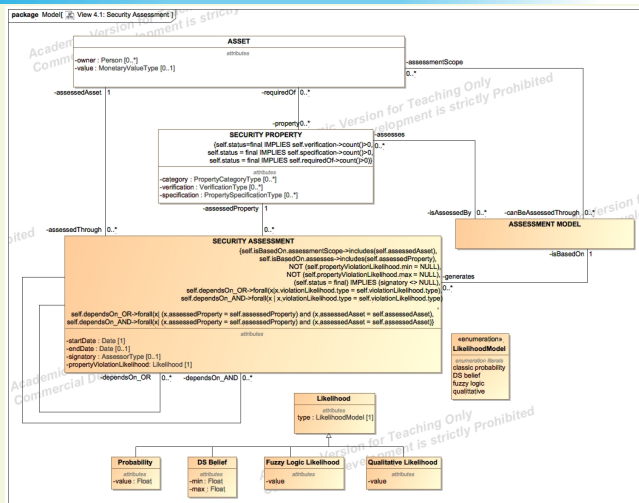 package Model[ View 4.1: Security Assessment ]
ASSET
attributes
-owner : Person [0..*]
-value : MonetaryValueType [0..1]
-assessmentScope
0..*
-assessedAsset 1
-requiredOf 0..*
-property 0..*
SECURITY PROPERTY
{self.status=final IMPLIES self.verification->count()>0,
self.status = final IMPLIES self.specification->count()>0,
self.status = final IMPLIES self.requiredOf->count()>0}
attributes
-category : PropertyCategoryType [0..*]
-verification : VerificationType [0..*]
-specification : PropertySpecificationType [0..*]
-assesses
0..*
-isAssessedBy 0..*
-canBeAssessedThrough 0..*
ASSESSMENT MODEL
-assessedProperty 1
-assessedThrough 0..*
0..*
-isBasedOn 1
SECURITY ASSESSMENT
{self.isBasedOn.assessmentScope->includes(self.assessedAsset),
self.isBasedOn.assesses->includes(self.assessedProperty),
NOT (self.propertyViolationLikelihood.min = NULL),
NOT (self.propertyViolationLikelihood.max = NULL),
(self.status = final) IMPLIES (signatory <> NULL),
self.dependsOn_OR->forall(x|x.violationLikelihood.type = self.violationLikelihood.type),
self.dependsOn_AND->forall(x | x.violationLikelihood.type = self.violationLikelihood.type)
,
self.dependsOn_OR->forall(x| (x.assessedProperty = self.assessedProperty) and (x.assessedAsset = self.assessedAsset),
self.dependsOn_AND->forall(x| (x.assessedProperty = self.assessedProperty) and (x.assessedAsset = self.assessedAsset)}
attributes
-startDate : Date [1]
-endDate : Date [0..1]
-signatory : AssessorType [0..*]
-propertyViolationLikelihood: Likelihood [1]
-generates
0..*
-dependsOn_OR 0..*
-dependsOn_AND 0..*
«enumeration»
LikelihoodModel
enumeration literals
classic probability
DS belief
fuzzy logic
qualitative
Likelihood
attributes
type : LikelihoodModel [1]
Probability
attributes
-value : Float
DS Belief
attributes
-min : Float
-max : Float
Fuzzy Logic Likelihood
attributes
-value
Qualitative Likelihood
attributes
-value
Version for Teaching Only
is strictly Prohibited